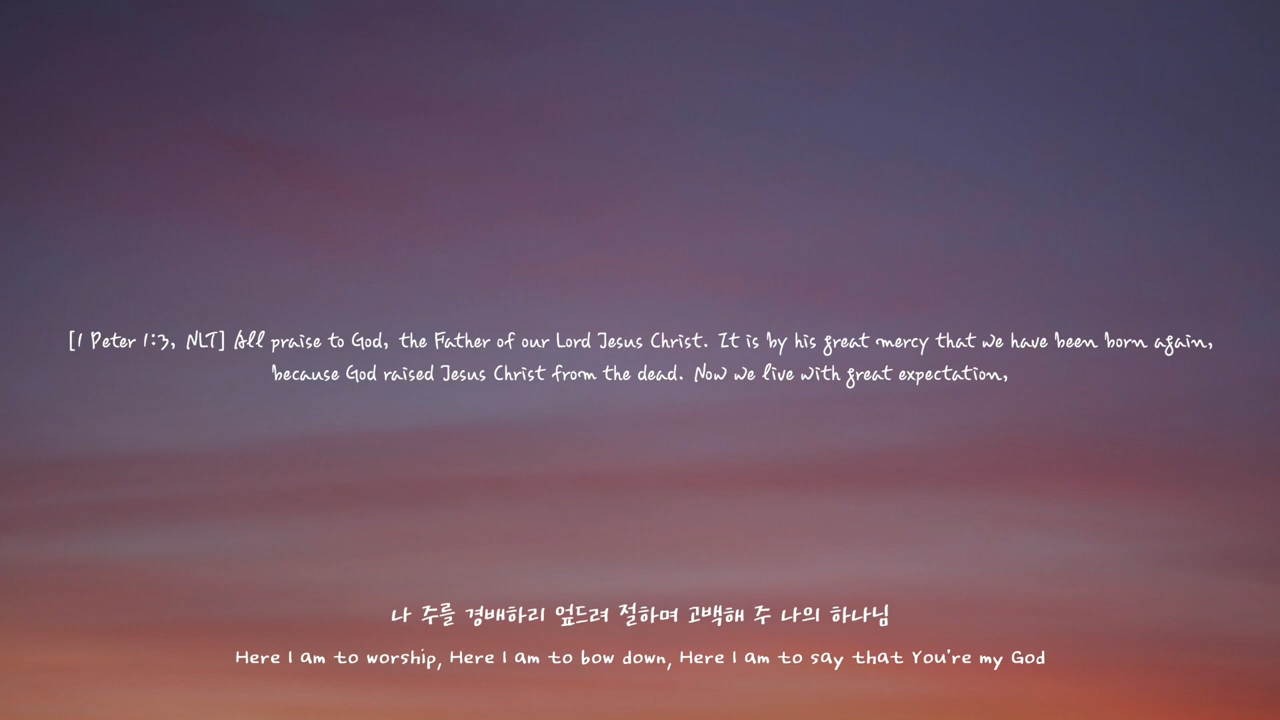 [1 Peter 1:3, NLT] All praise to God, the Father of our Lord Jesus Christ. It is by his great mercy that we have been born again,
because God raised Jesus Christ from the dead. Now we live with great expectation,
나 주를 경배하리 엎드려 절하며 고백해 주 나의 하나님
Here I am to worship, Here I am to bow down, Here I am to say that You're my God